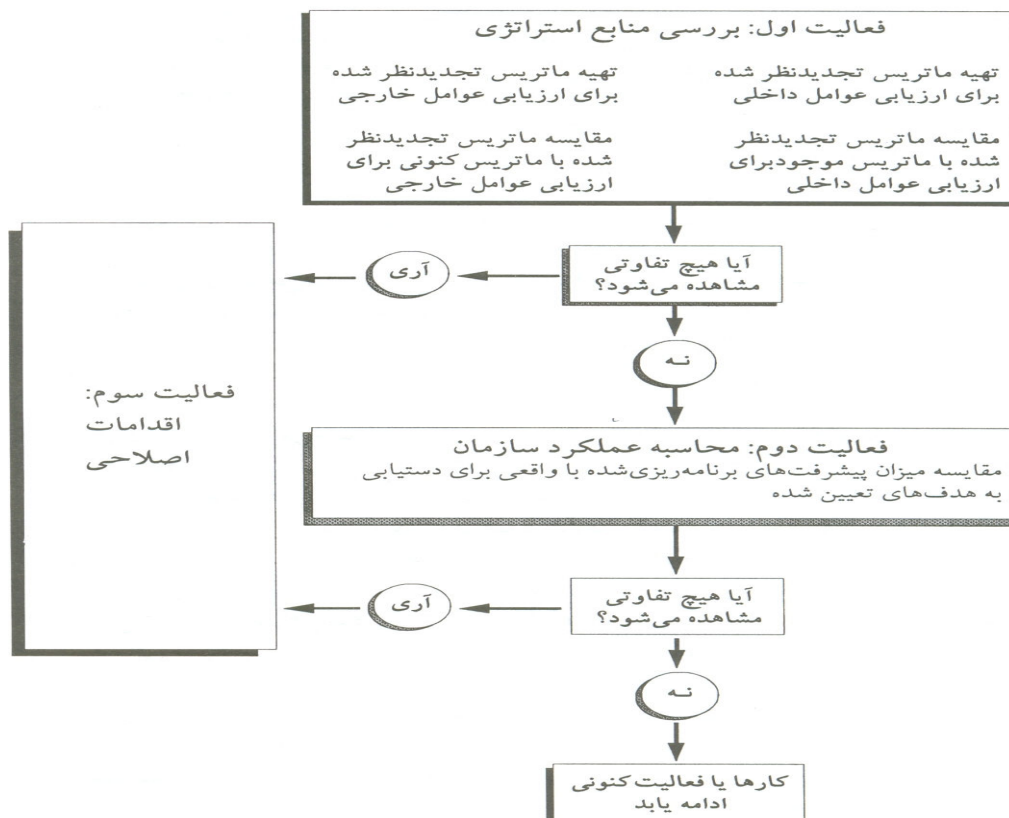 فعالیت اول: بررسی منابع استراتژی
تهیه ماتریس تجدیدنظر شده
برای ارزیابی عوامل داخلی
مقایسه ماتریس تجدیدنظر
شده با ماتریس موجودبرای
ارزیابی عوامل داخلی
تهیه ماتریس تجدیدنظر شده
برای ارزیابی عوامل خارجی
مقایسه ماتریس تجدیدنظر
شده با ماتریس کنونی برای
ارزیابی عوامل خارجی
آیا هیچ تفاوتی
مشاهده می‌شود؟
آری
نه
فعالیت سوم:
اقدامات
اصلاحی
فعالیت دوم: محاسبه عملکرد سازمان
مقایسه میزان پیشرفت‌های برنامه‌ریزی‌شده با واقعی برای دستیابی
به هدف‌های تعیین شده
آیا هیچ تفاوتی
مشاهده می‌شود؟
آری
نه
کارها یا فعالیت کنونی
ادامه یابد